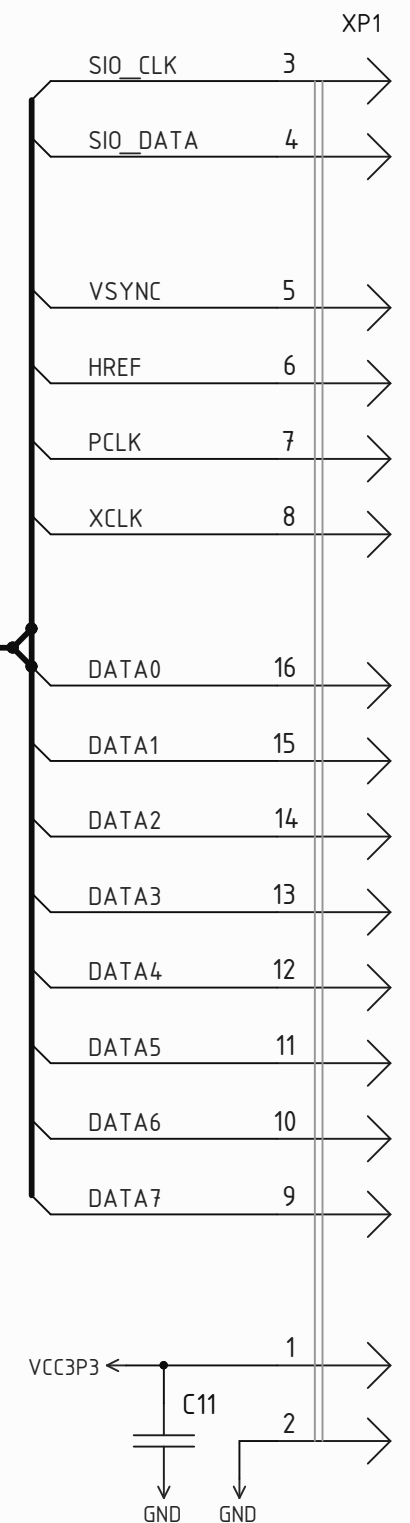 XP1
SIO_CLK 3
SIO_DATA 4
VSYNC 5
HREF 6
PCLK 7
XCLK 8
DATA0 16
DATA1 15
DATA2 14
DATA3 13
DATA4 12
DATA5 11
DATA6 10
DATA7 9
1
VCC3P3
C11
2
GND GND